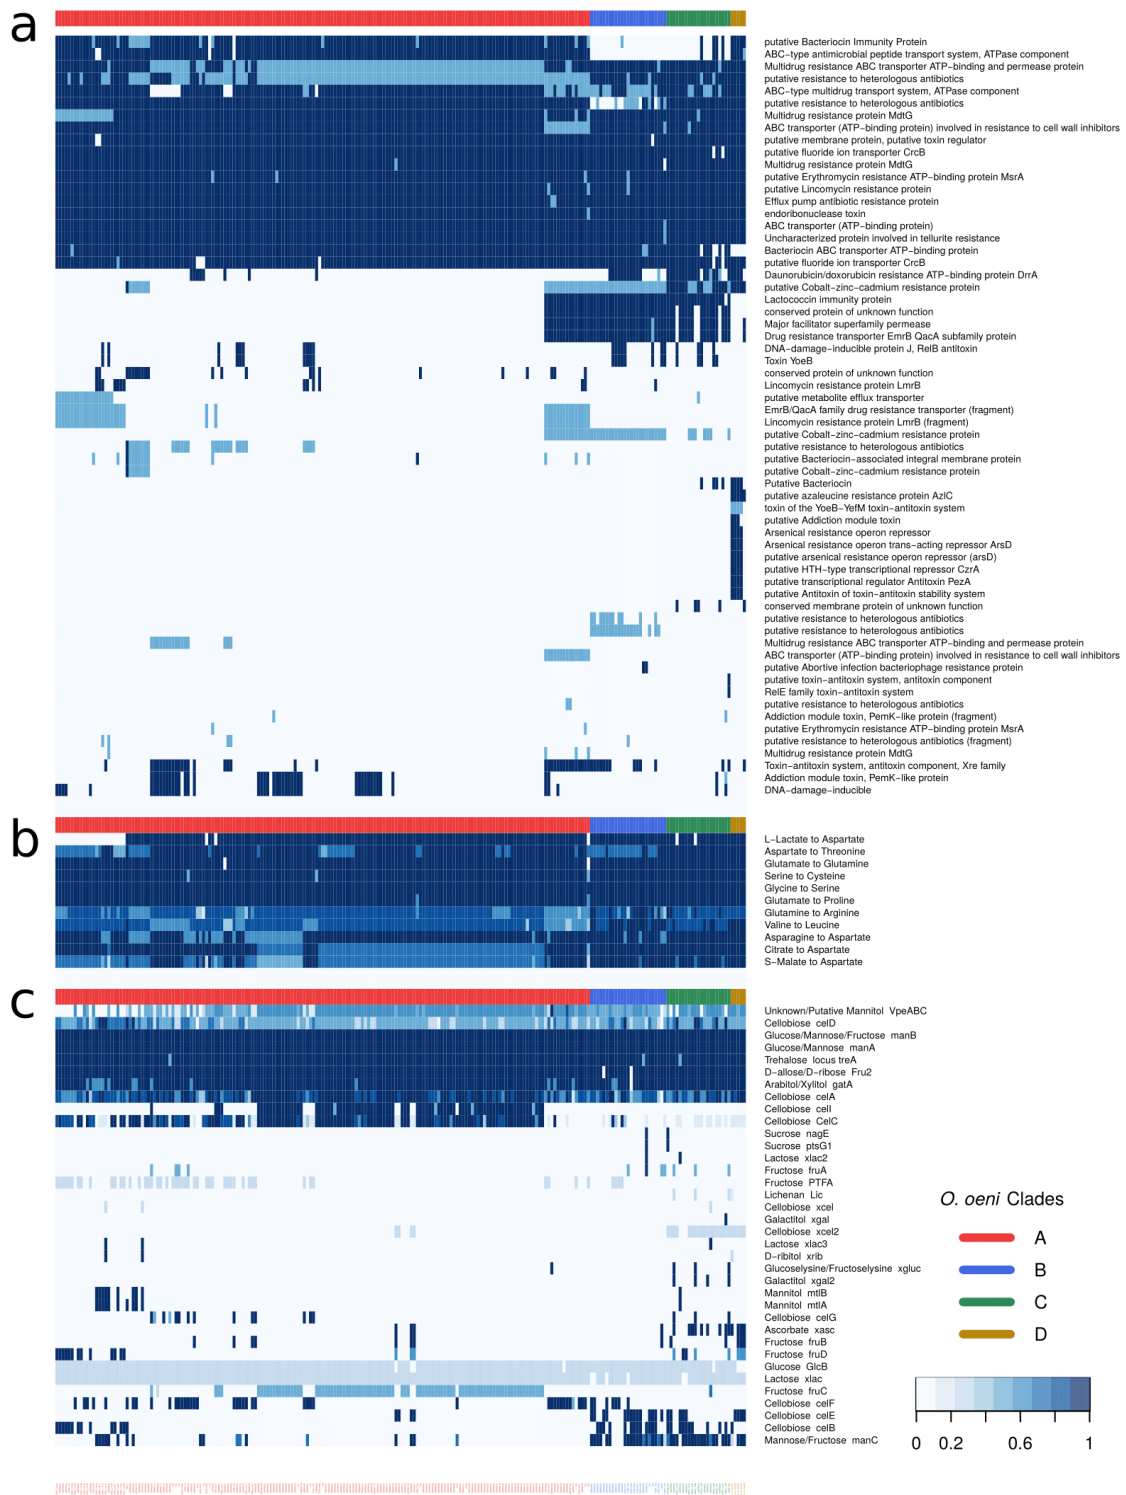 a
putative Bacteriocin Immunity Protein
ABC−type antimicrobial peptide transport system, ATPase component
Multidrug resistance ABC transporter ATP−binding and permease protein
putative resistance to heterologous antibiotics
ABC−type multidrug transport system, ATPase component
putative resistance to heterologous antibiotics
Multidrug resistance protein MdtG
ABC transporter (ATP−binding protein) involved in resistance to cell wall inhibitors
putative membrane protein, putative toxin regulator
putative fluoride ion transporter CrcB
Multidrug resistance protein MdtG
putative Erythromycin resistance ATP−binding protein MsrA
putative Lincomycin resistance protein
Efflux pump antibiotic resistance protein
endoribonuclease toxin
ABC transporter (ATP−binding protein)
Uncharacterized protein involved in tellurite resistance
Bacteriocin ABC transporter ATP−binding protein
putative fluoride ion transporter CrcB
Daunorubicin/doxorubicin resistance ATP−binding protein DrrA
putative Cobalt−zinc−cadmium resistance protein
Lactococcin immunity protein
conserved protein of unknown function
Major facilitator superfamily permease
Drug resistance transporter EmrB QacA subfamily protein
DNA−damage−inducible protein J, RelB antitoxin
Toxin YoeB
conserved protein of unknown function
Lincomycin resistance protein LmrB
putative metabolite efflux transporter
EmrB/QacA family drug resistance transporter (fragment)
Lincomycin resistance protein LmrB (fragment)
putative Cobalt−zinc−cadmium resistance protein
putative resistance to heterologous antibiotics
putative Bacteriocin−associated integral membrane protein
putative Cobalt−zinc−cadmium resistance protein
Putative Bacteriocin
putative azaleucine resistance protein AzlC
toxin of the YoeB−YefM toxin−antitoxin system
putative Addiction module toxin
Arsenical resistance operon repressor
Arsenical resistance operon trans−acting repressor ArsD
putative arsenical resistance operon repressor (arsD)
putative HTH−type transcriptional repressor CzrA
putative transcriptional regulator Antitoxin PezA
putative Antitoxin of toxin−antitoxin stability system
conserved membrane protein of unknown function
putative resistance to heterologous antibiotics
putative resistance to heterologous antibiotics
Multidrug resistance ABC transporter ATP−binding and permease protein
ABC transporter (ATP−binding protein) involved in resistance to cell wall inhibitors
putative Abortive infection bacteriophage resistance protein
putative toxin−antitoxin system, antitoxin component
RelE family toxin−antitoxin system
putative resistance to heterologous antibiotics
Addiction module toxin, PemK−like protein (fragment)
putative Erythromycin resistance ATP−binding protein MsrA
putative resistance to heterologous antibiotics (fragment)
Multidrug resistance protein MdtG
Toxin−antitoxin system, antitoxin component, Xre family
Addiction module toxin, PemK−like protein
DNA−damage−inducible
b
L−Lactate to Aspartate
Aspartate to Threonine
Glutamate to Glutamine
Serine to Cysteine
Glycine to Serine
Glutamate to Proline
Glutamine to Arginine
Valine to Leucine
Asparagine to Aspartate
Citrate to Aspartate
S−Malate to Aspartate
c
Unknown/Putative Mannitol VpeABC
Cellobiose celD
Glucose/Mannose/Fructose manB
Glucose/Mannose manA
Trehalose locus treA
D−allose/D−ribose Fru2
Arabitol/Xylitol gatA
Cellobiose celA
Cellobiose celI
Cellobiose CelC
Sucrose nagE
Sucrose ptsG1
Lactose xlac2
Fructose fruA
Fructose PTFA
Lichenan Lic
Cellobiose xcel
Galactitol xgal
Cellobiose xcel2
Lactose xlac3
D−ribitol xrib
Glucoselysine/Fructoselysine xgluc
Galactitol xgal2
Mannitol mtlB
Mannitol mtlA
Cellobiose celG
Ascorbate xasc
Fructose fruB
Fructose fruD
Glucose GlcB
Lactose xlac
Fructose fruC
Cellobiose celF
Cellobiose celE
Cellobiose celB
Mannose/Fructose manC
O. oeni Clades
A
B
C
D
0 0.2 0.6 1